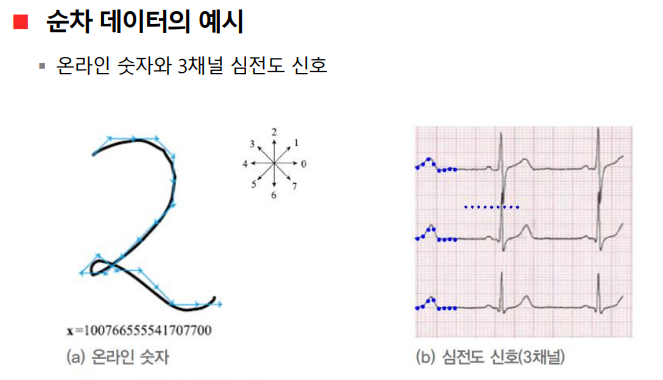 순차 데이터의 예시
온라인 숫자와 3채널 심전도 신호
2
3 1
4 0
5 7
6
x=100766555541707700
(a) 온라인 숫자
(b) 심전도 신호(3채널)